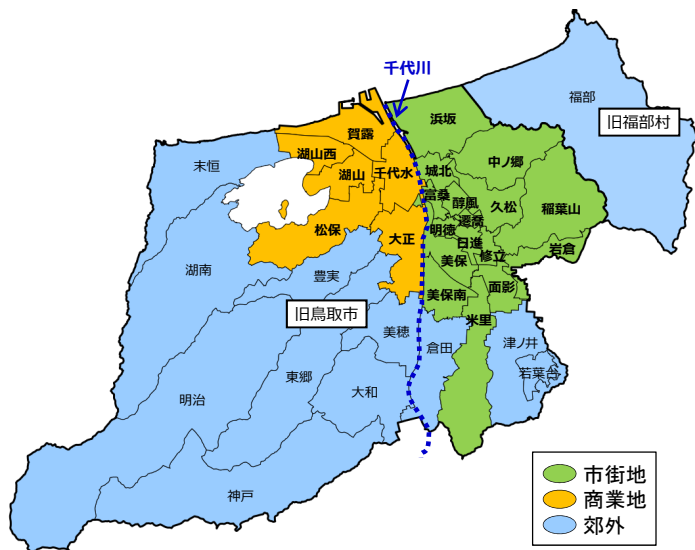 千代川
福部
旧福部村
浜坂
賀露
中ノ郷
末恒
湖山西
湖山
千代水
城北
富桑
醇風
久松
稲葉山
遷喬
明徳
日進
岩倉
松保
大正
美保
修立
湖南
豊実
面影
美保南
旧鳥取市
米里
美穂
倉田
津ノ井
若葉台
東郷
大和
明治
神戸
市街地
商業地
郊外